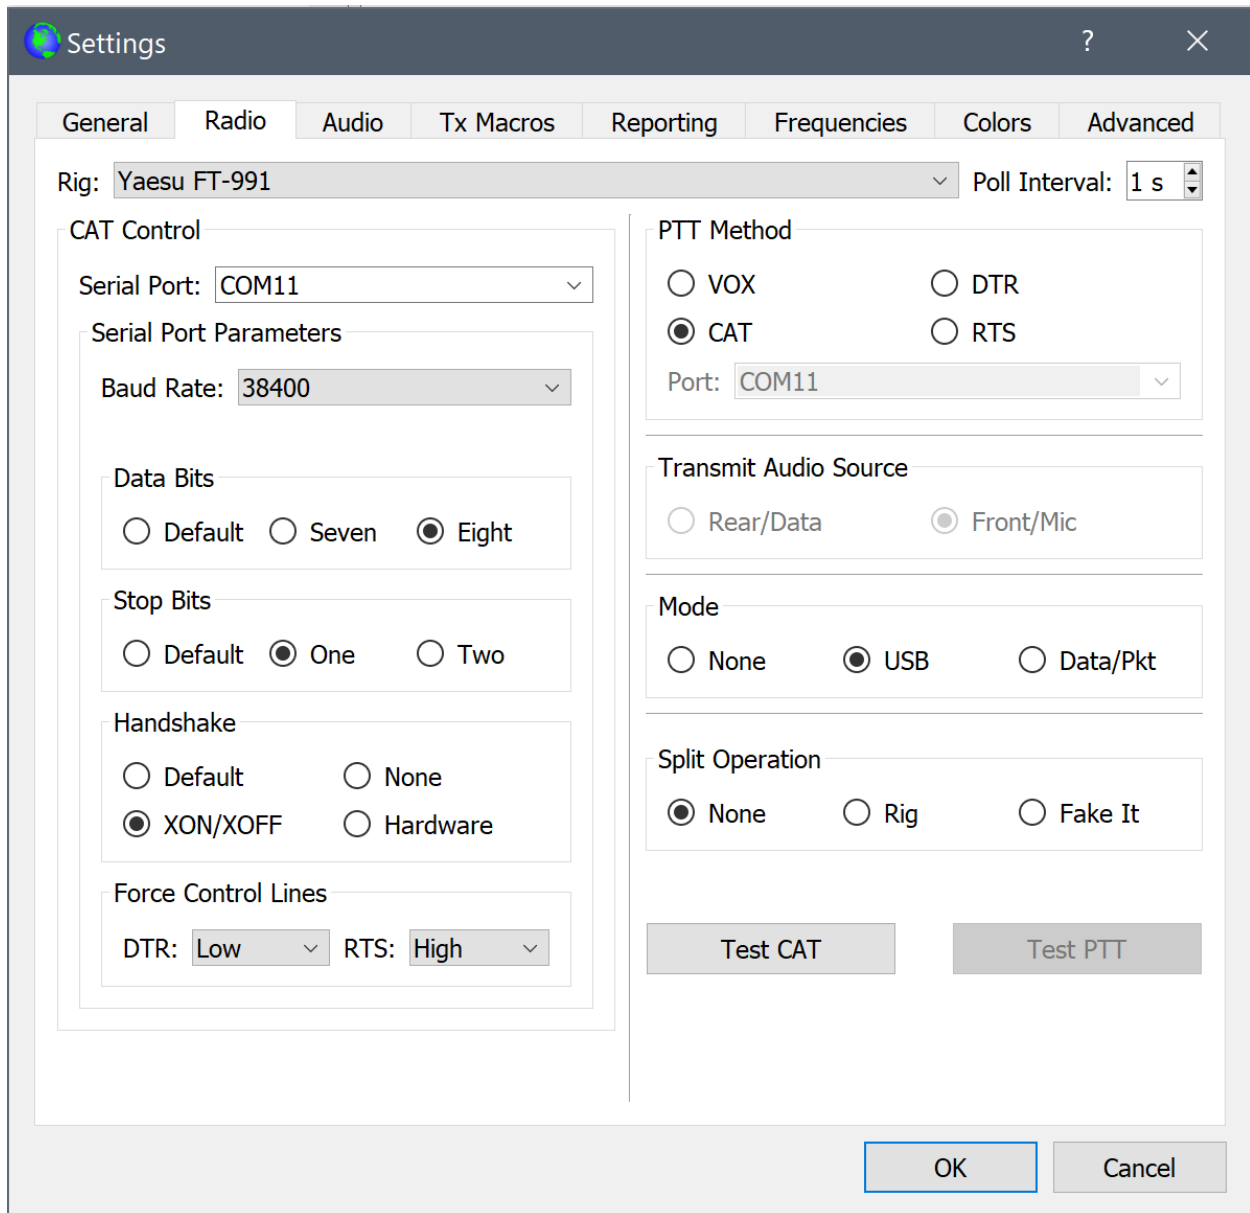 Settings
General Radio Audio Tx Macros Reporting Frequencies Colors Advanced
Rig: Yaesu FT-991 Poll Interval: 1 s
CAT Control
Serial Port: COM11
Serial Port Parameters
Baud Rate: 38400
Data Bits
Default Seven Eight
Stop Bits
Default One Two
Handshake
Default None
XON/XOFF Hardware
Force Control Lines
DTR: Low RTS: High
PTT Method
VOX DTR
CAT RTS
Port: COM11
Transmit Audio Source
Rear/Data Front/Mic
Mode
None USB Data/Pkt
Split Operation
None Rig Fake It
Test CAT Test PTT
OK Cancel